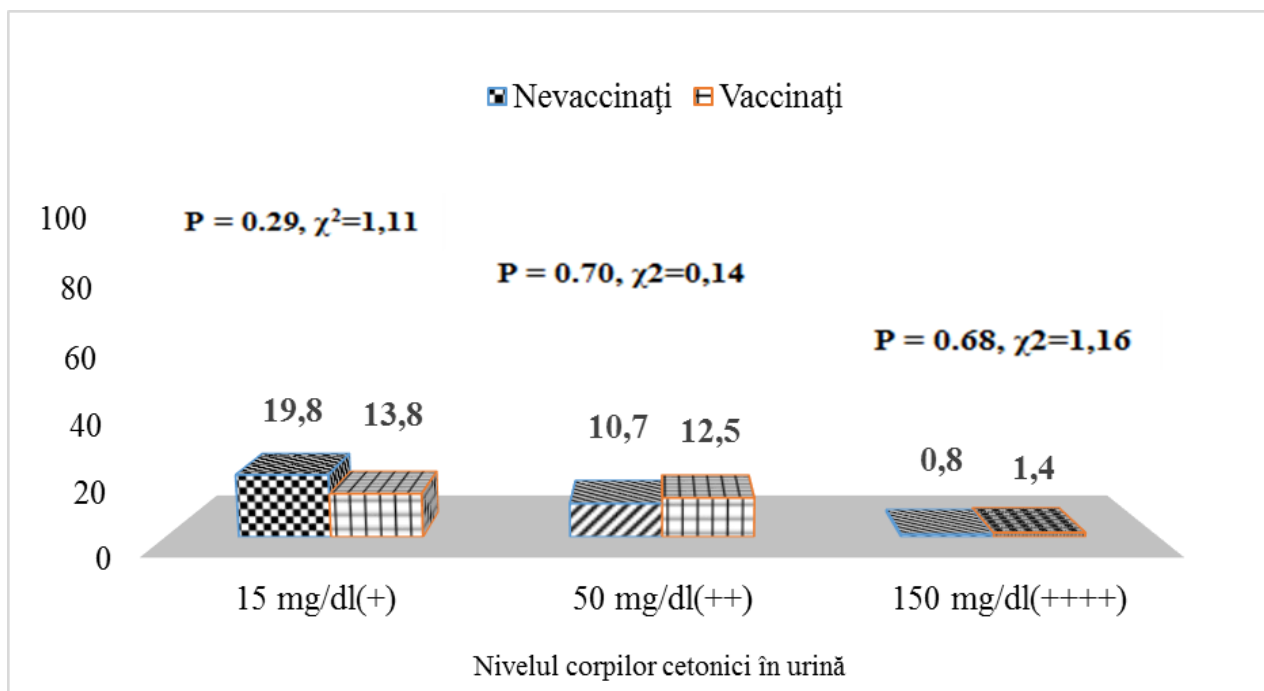 Nevaccinaţi Vaccinaţi
100
80
60
40
20
0
P = 0.29, χ²=1,11
P = 0.70, χ2=0,14
P = 0.68, χ2=1,16
19,8 13,8
10,7 12,5
0,8 1,4
15 mg/dl(+) 50 mg/dl(++) 150 mg/dl(++++)
Nivelul corpilor cetonici în urină